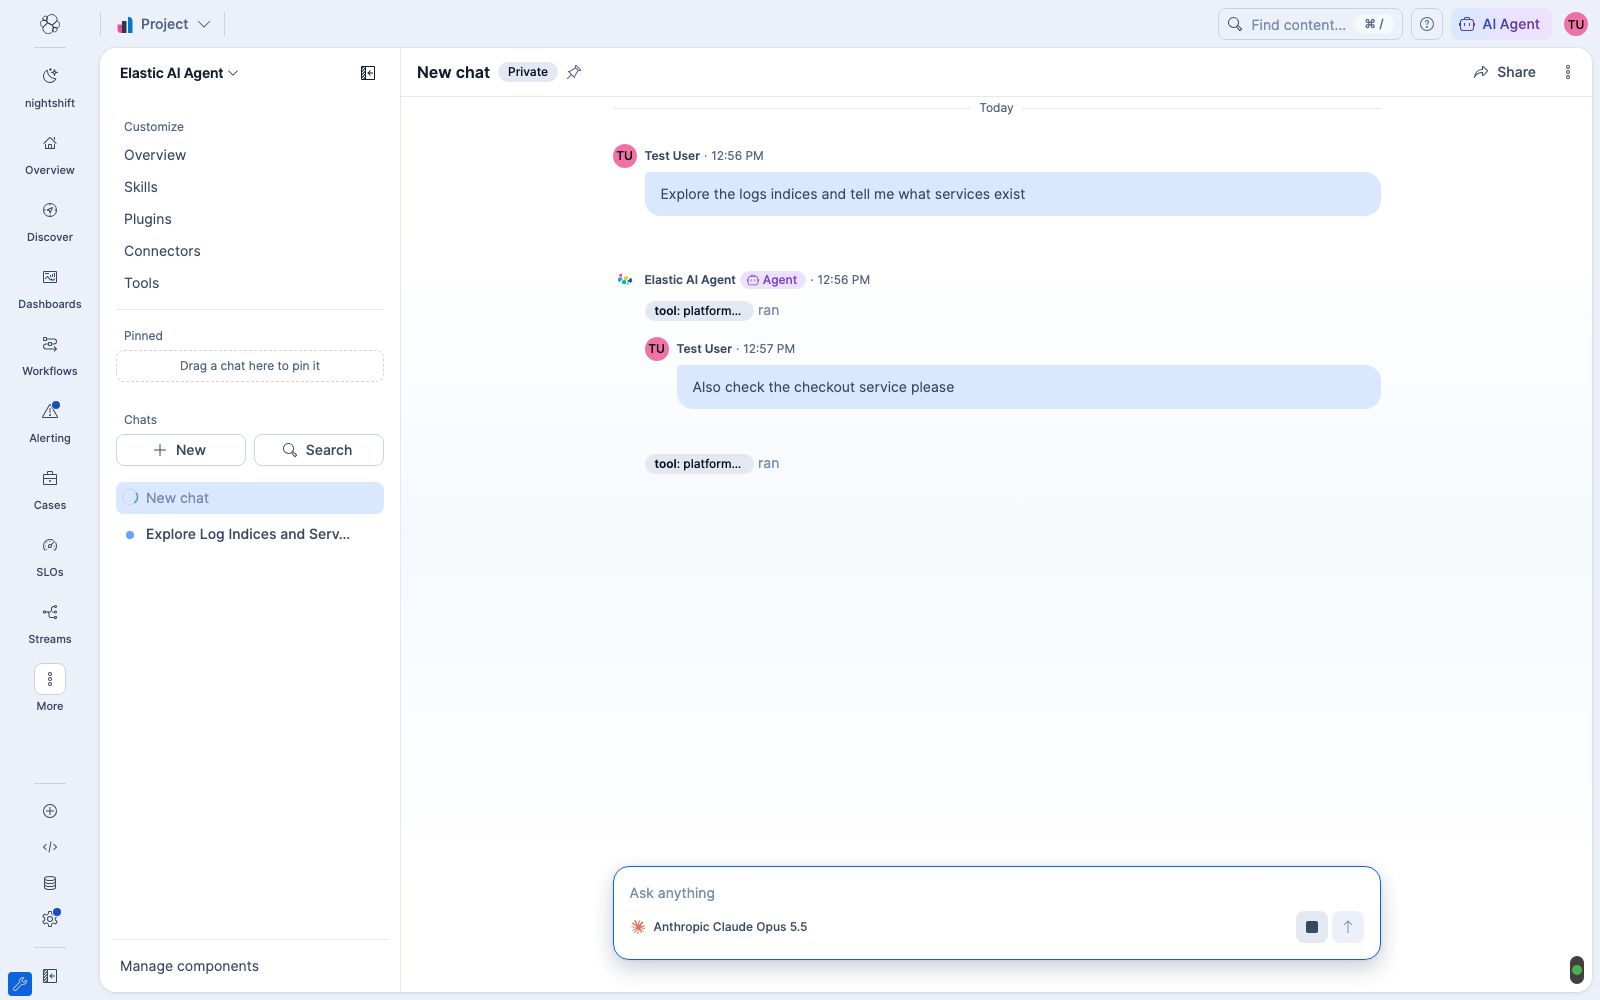 Project
Find content...
⌘ /
AI Agent
TU
nightshift
Overview
Discover
Dashboards
Workflows
Alerting
Cases
SLOs
Streams
More
Elastic AI Agent
Customize
Overview
Skills
Plugins
Connectors
Tools
Pinned
Drag a chat here to pin it
Chats
New
Search
New chat
Explore Log Indices and Serv...
Manage components
New chat
Private
Share
Today
TU
Test User · 12:56 PM
Explore the logs indices and tell me what services exist
Elastic AI Agent Agent · 12:56 PM
tool: platform... ran
TU
Test User · 12:57 PM
Also check the checkout service please
tool: platform... ran
Ask anything
Anthropic Claude Opus 5.5